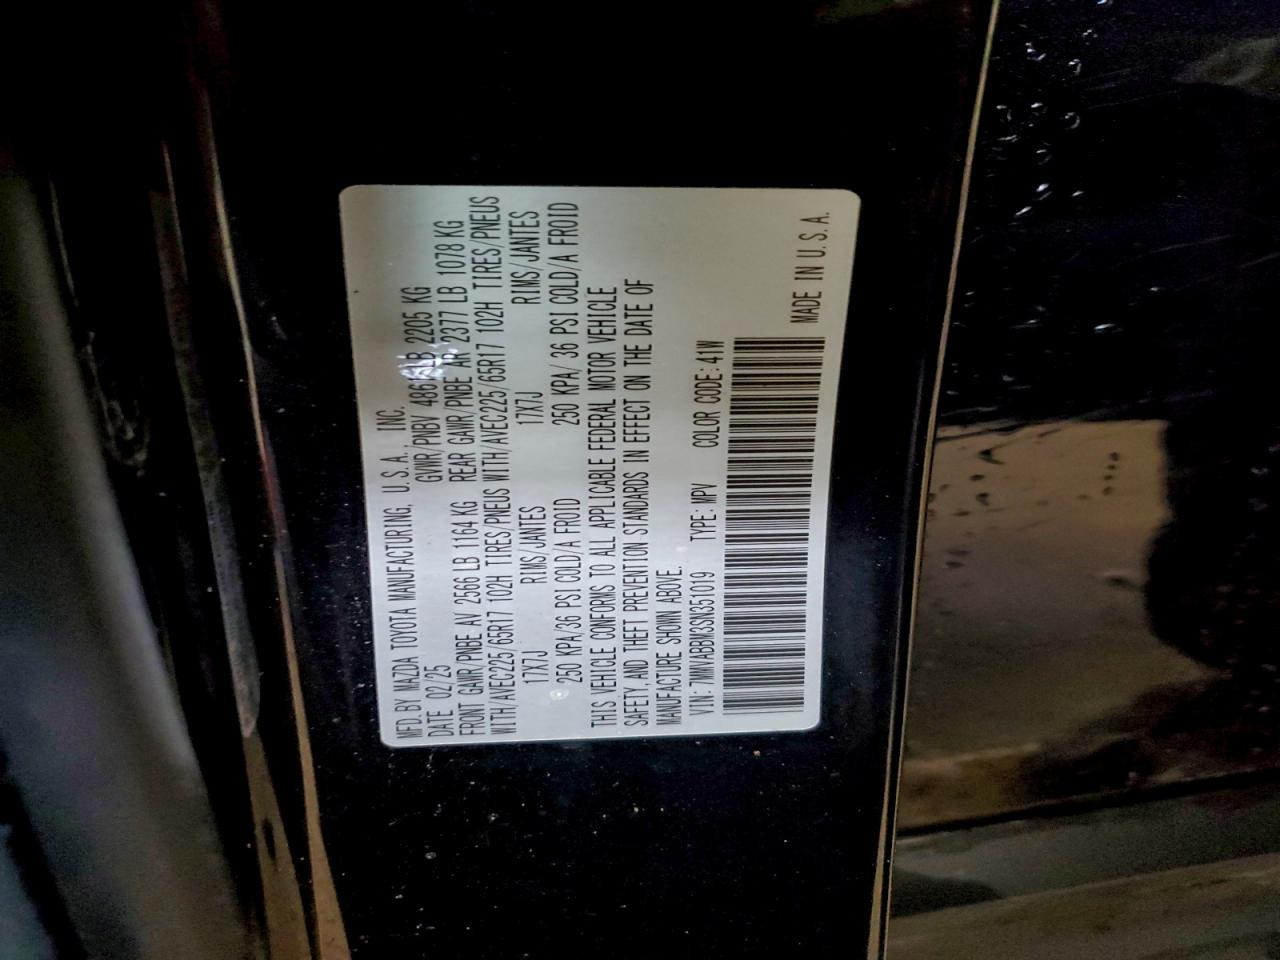 MFD. BY MAZDA TOYOTA MANUFACTURING, U.S.A., INC.
DATE 02/25 GVWR/PNBV LB 2205 KG
FRONT GAWR/PNBE AV 2566 LB 1164 KG REAR GAWR/PNBE AR 2377 LB 1078 KG
WITH/AVEC225/65R17 102H TIRES/PNEUS WITH/AVEC225/65R17 102H TIRES/PNEUS
17X7J RIMS/JANTES 17X7J RIMS/JANTES
250 KPA/36 PSI COLD/A FROID 250 KPA/36 PSI COLD/A FROID
THIS VEHICLE CONFORMS TO ALL APPLICABLE FEDERAL MOTOR VEHICLE
SAFETY, AND THEFT PREVENTION STANDARDS IN EFFECT ON THE DATE OF
MANUFACTURE SHOWN ABOVE.
VIN: 7MMVABBM3SN351019 TYPE: MPV COLOR CODE: 41W
MADE IN U.S.A.